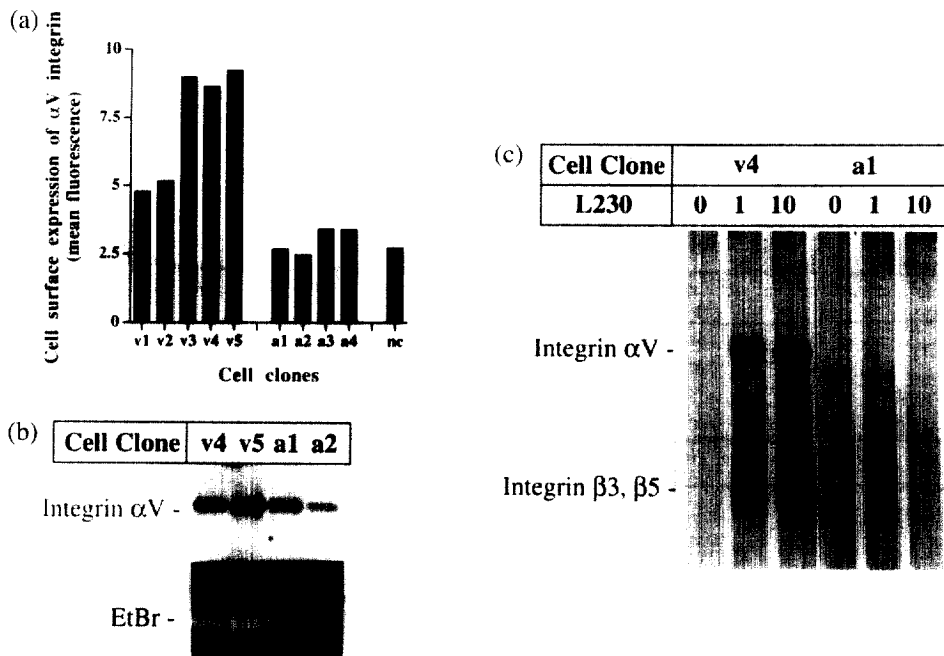 (a)
Cell surface expression of αV integrin
(mean fluorescence)
10
7.5
5
2.5
0
v1 v2 v3 v4 v5 a1 a2 a3 a4 nc
Cell clones
(b)
Cell Clone v4 v5 a1 a2
Integrin αV -
EtBr -
(c)
Cell Clone v4 a1
L230 0 1 10 0 1 10
Integrin αV -
Integrin β3, β5 -